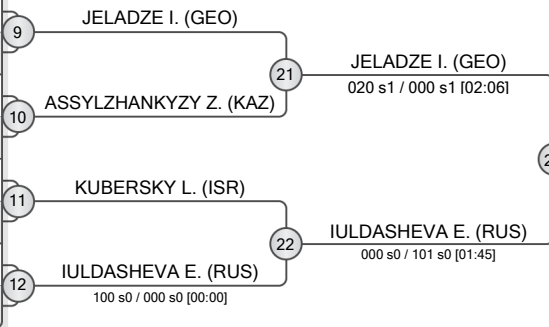 9
JELADZE I. (GEO)
21
JELADZE I. (GEO)
020 s1 / 000 s1 [02:06]
10
ASSYLZHANKYZY Z. (KAZ)
11
KUBERSKY L. (ISR)
22
IULDASHEVA E. (RUS)
000 s0 / 101 s0 [01:45]
12
IULDASHEVA E. (RUS)
100 s0 / 000 s0 [00:00]